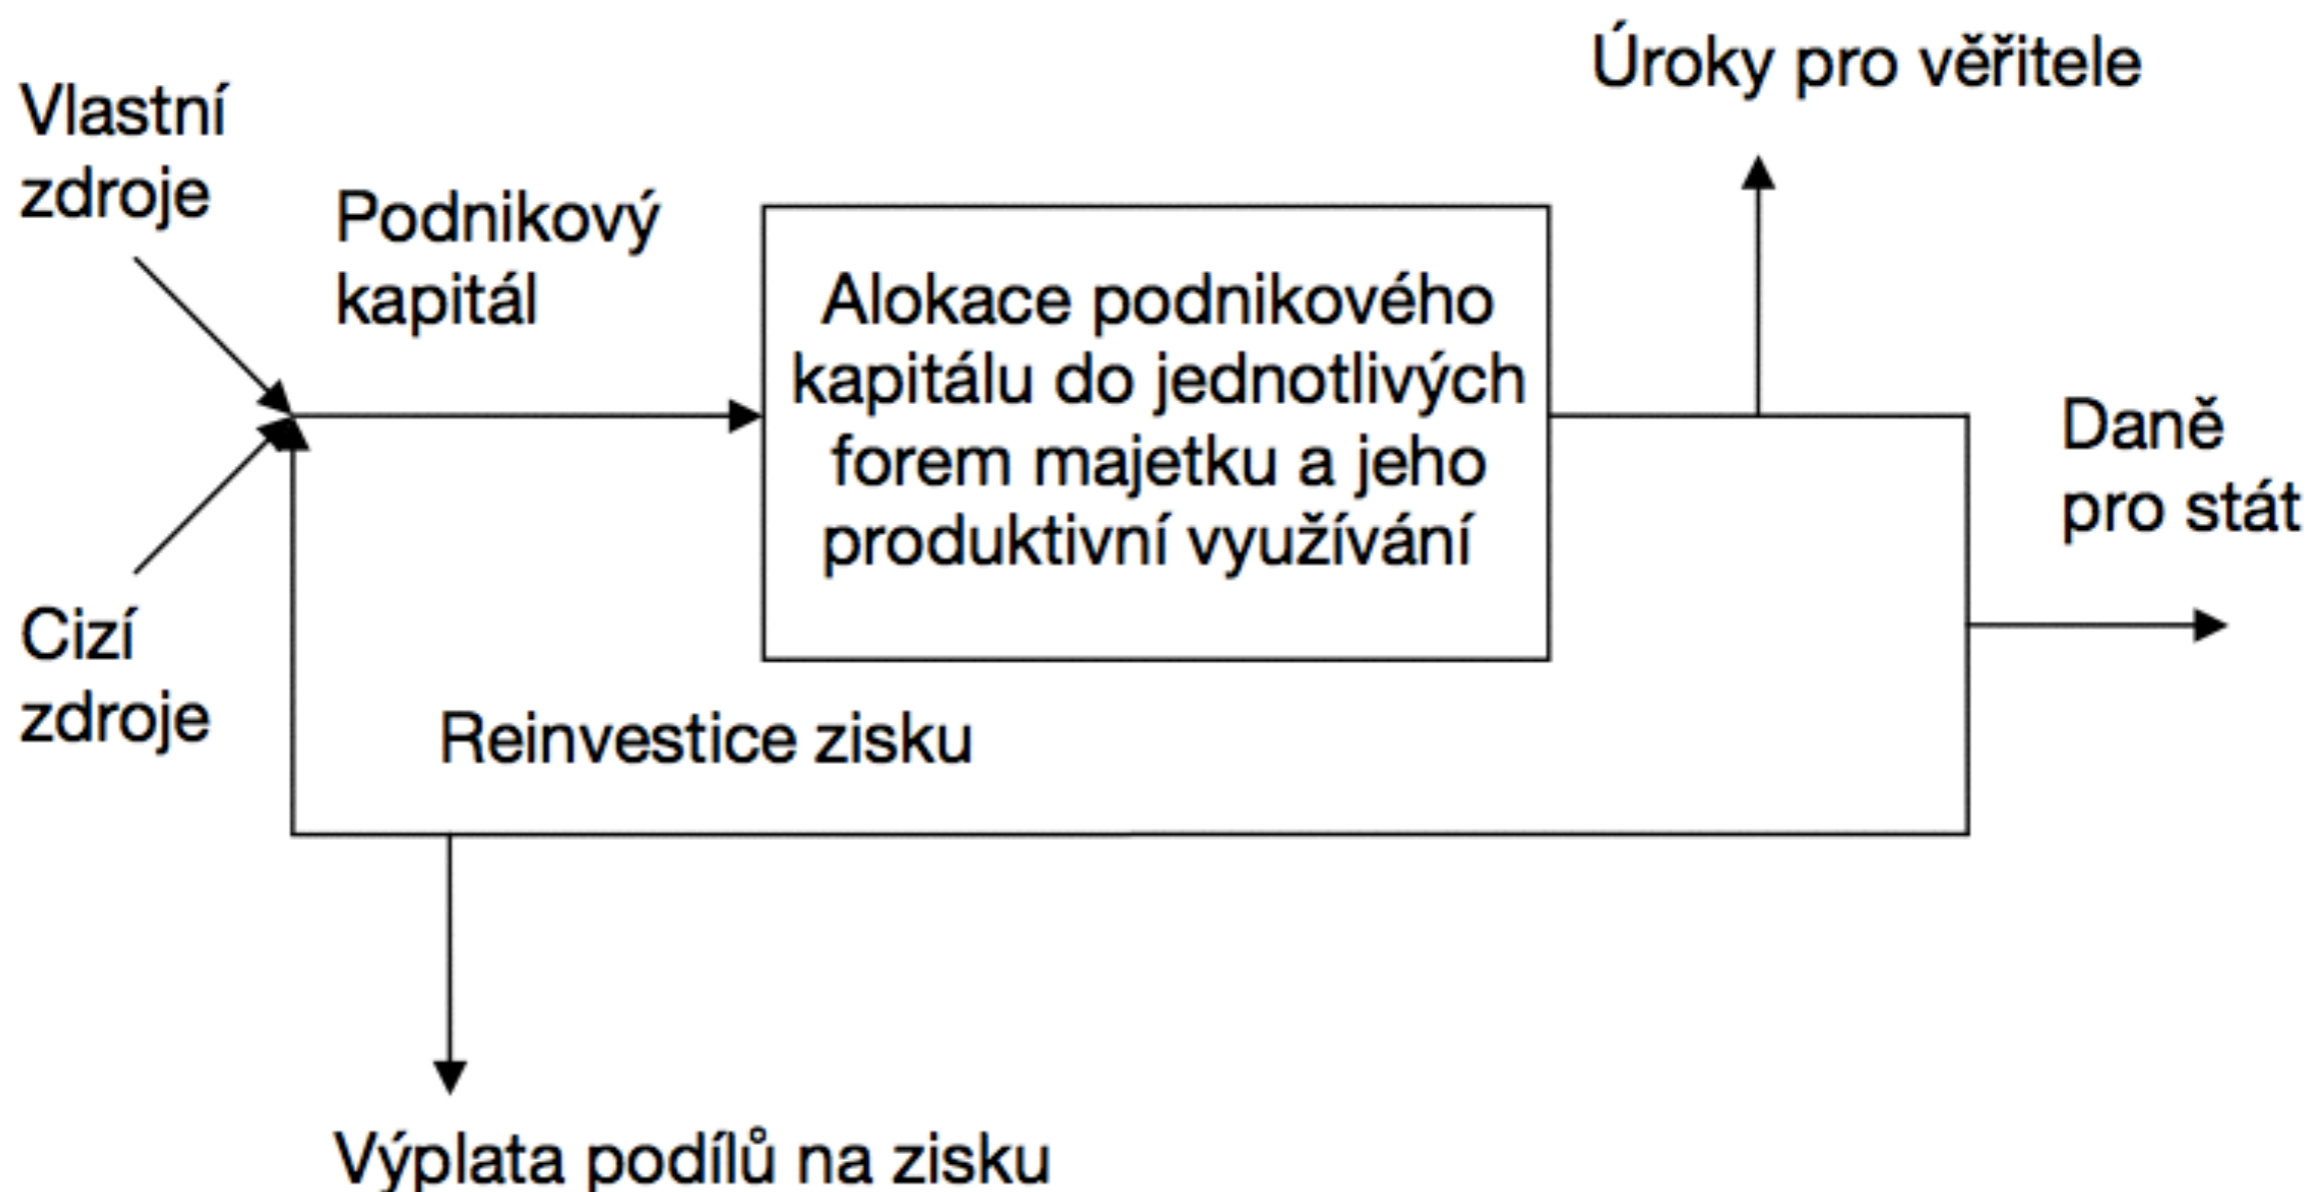 Úroky pro věřitele
Vlastní
zdroje
Podnikový
kapitál
Alokace podnikového
kapitálu do jednotlivých
forem majetku a jeho
produktivní využívání
Daně
pro stát
Cizí
zdroje
Reinvestice zisku
Výplata podílů na zisku